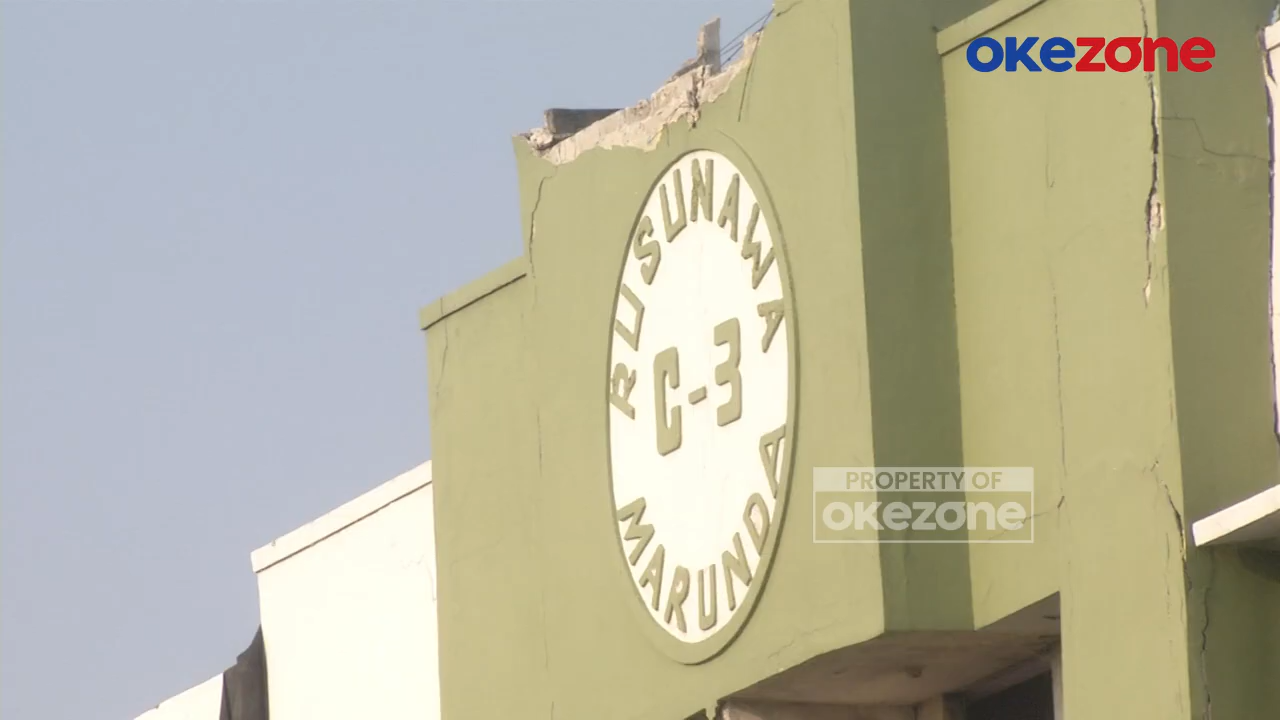 okezone
RUSUNAWA
C-3
MARUNDA
PROPERTY OF
okezone